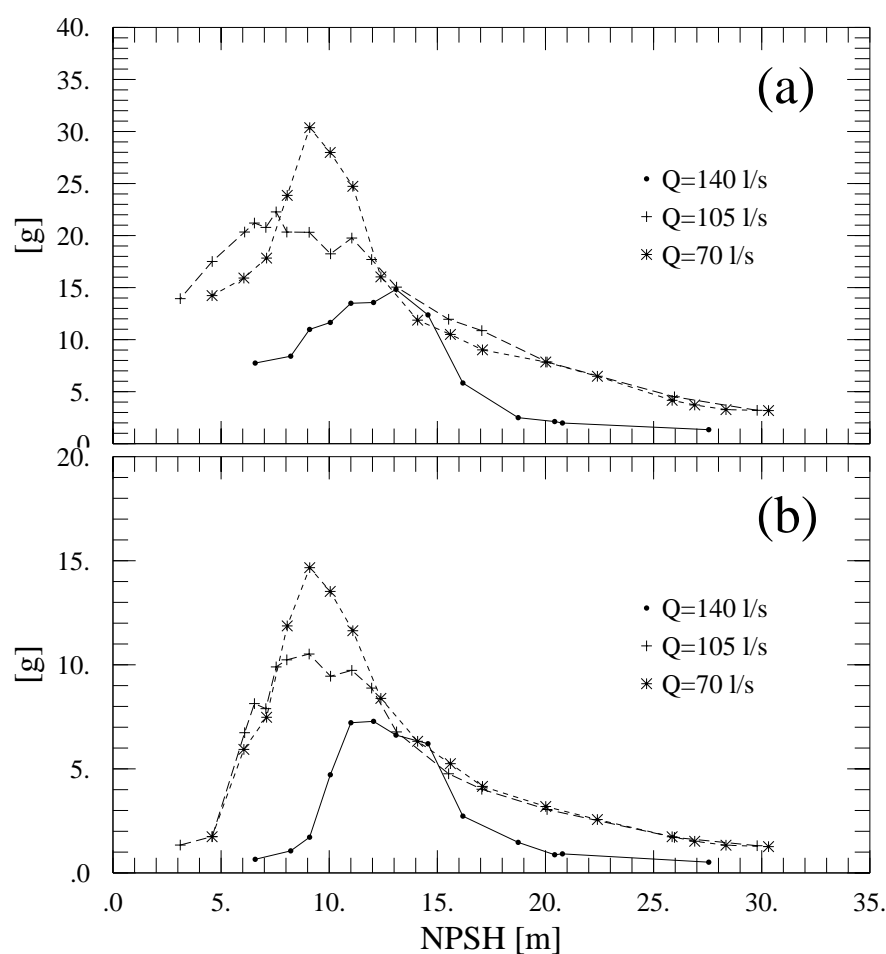 40.
(a)
35.
30.
Q=140 l/s
25.
Q=105 l/s
20.
[g]
Q=70 l/s
15.
10.
5.
.0
20.
(b)
15.
Q=140 l/s
10.
Q=105 l/s
[g]
Q=70 l/s
5.
.0
.0 5. 10. 15. 20. 25. 30. 35.
NPSH [m]